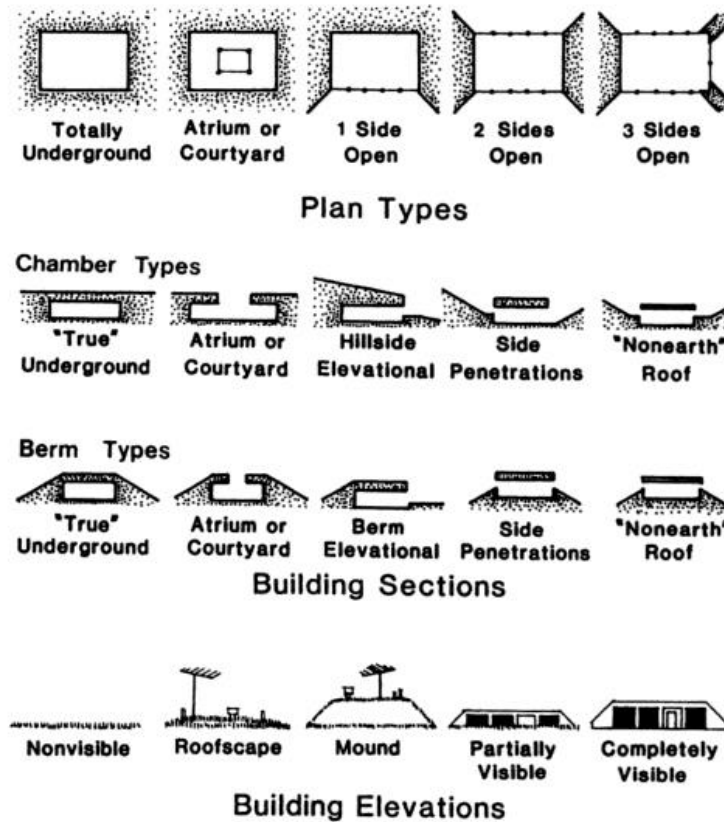 Totally Underground
Atrium or Courtyard
1 Side Open
2 Sides Open
3 Sides Open
Plan Types
Chamber Types
"True" Underground
Atrium or Courtyard
Hillside Elevational
Side Penetrations
"Nonearth" Roof
Berm Types
"True" Underground
Atrium or Courtyard
Berm Elevational
Side Penetrations
"Nonearth" Roof
Building Sections
Nonvisible
Roofscape
Mound
Partially Visible
Completely Visible
Building Elevations